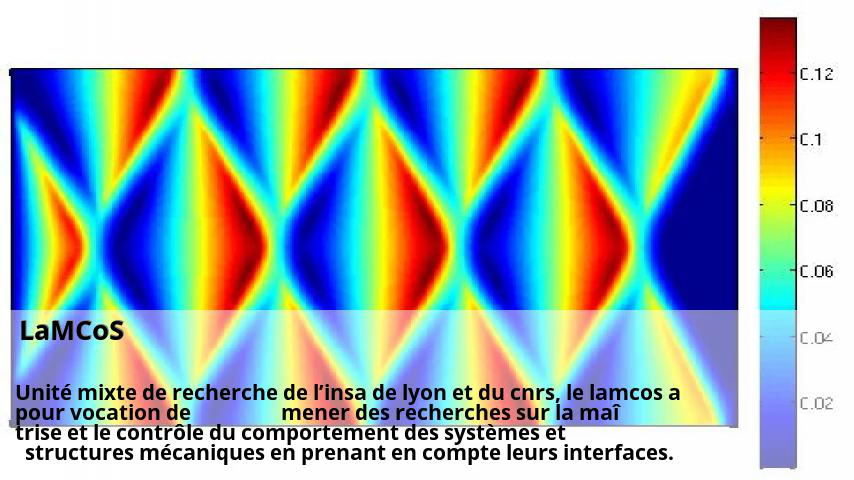 C.12
C.1
C.08
C.06
C.04
C.02
LaMCoS
Unité mixte de recherche de l’insa de lyon et du cnrs, le lamcos a
pour vocation de mener des recherches sur la maî
trise et le contrôle du comportement des systèmes et
structures mécaniques en prenant en compte leurs interfaces.